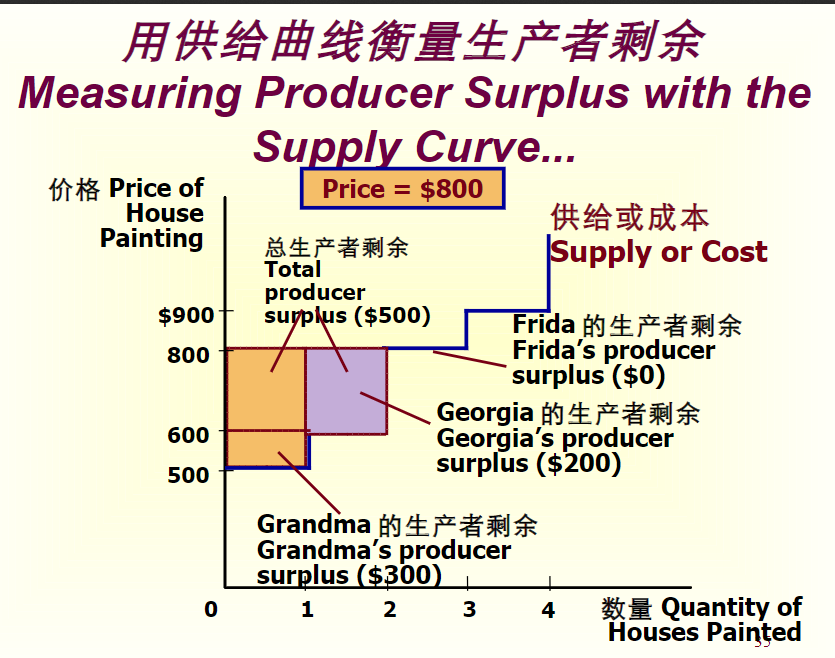 用供给曲线衡量生产者剩余
Measuring Producer Surplus with the
Supply Curve...
价格 Price of
House
Painting
Price = $800
供给或成本
Supply or Cost
总生产者剩余
Total
producer
surplus ($500)
$900
Frida 的生产者剩余
Frida's producer
surplus ($0)
800
Georgia 的生产者剩余
Georgia's producer
surplus ($200)
600
500
Grandma 的生产者剩余
Grandma's producer
surplus ($300)
0 1 2 3 4
数量 Quantity of
Houses Painted
35